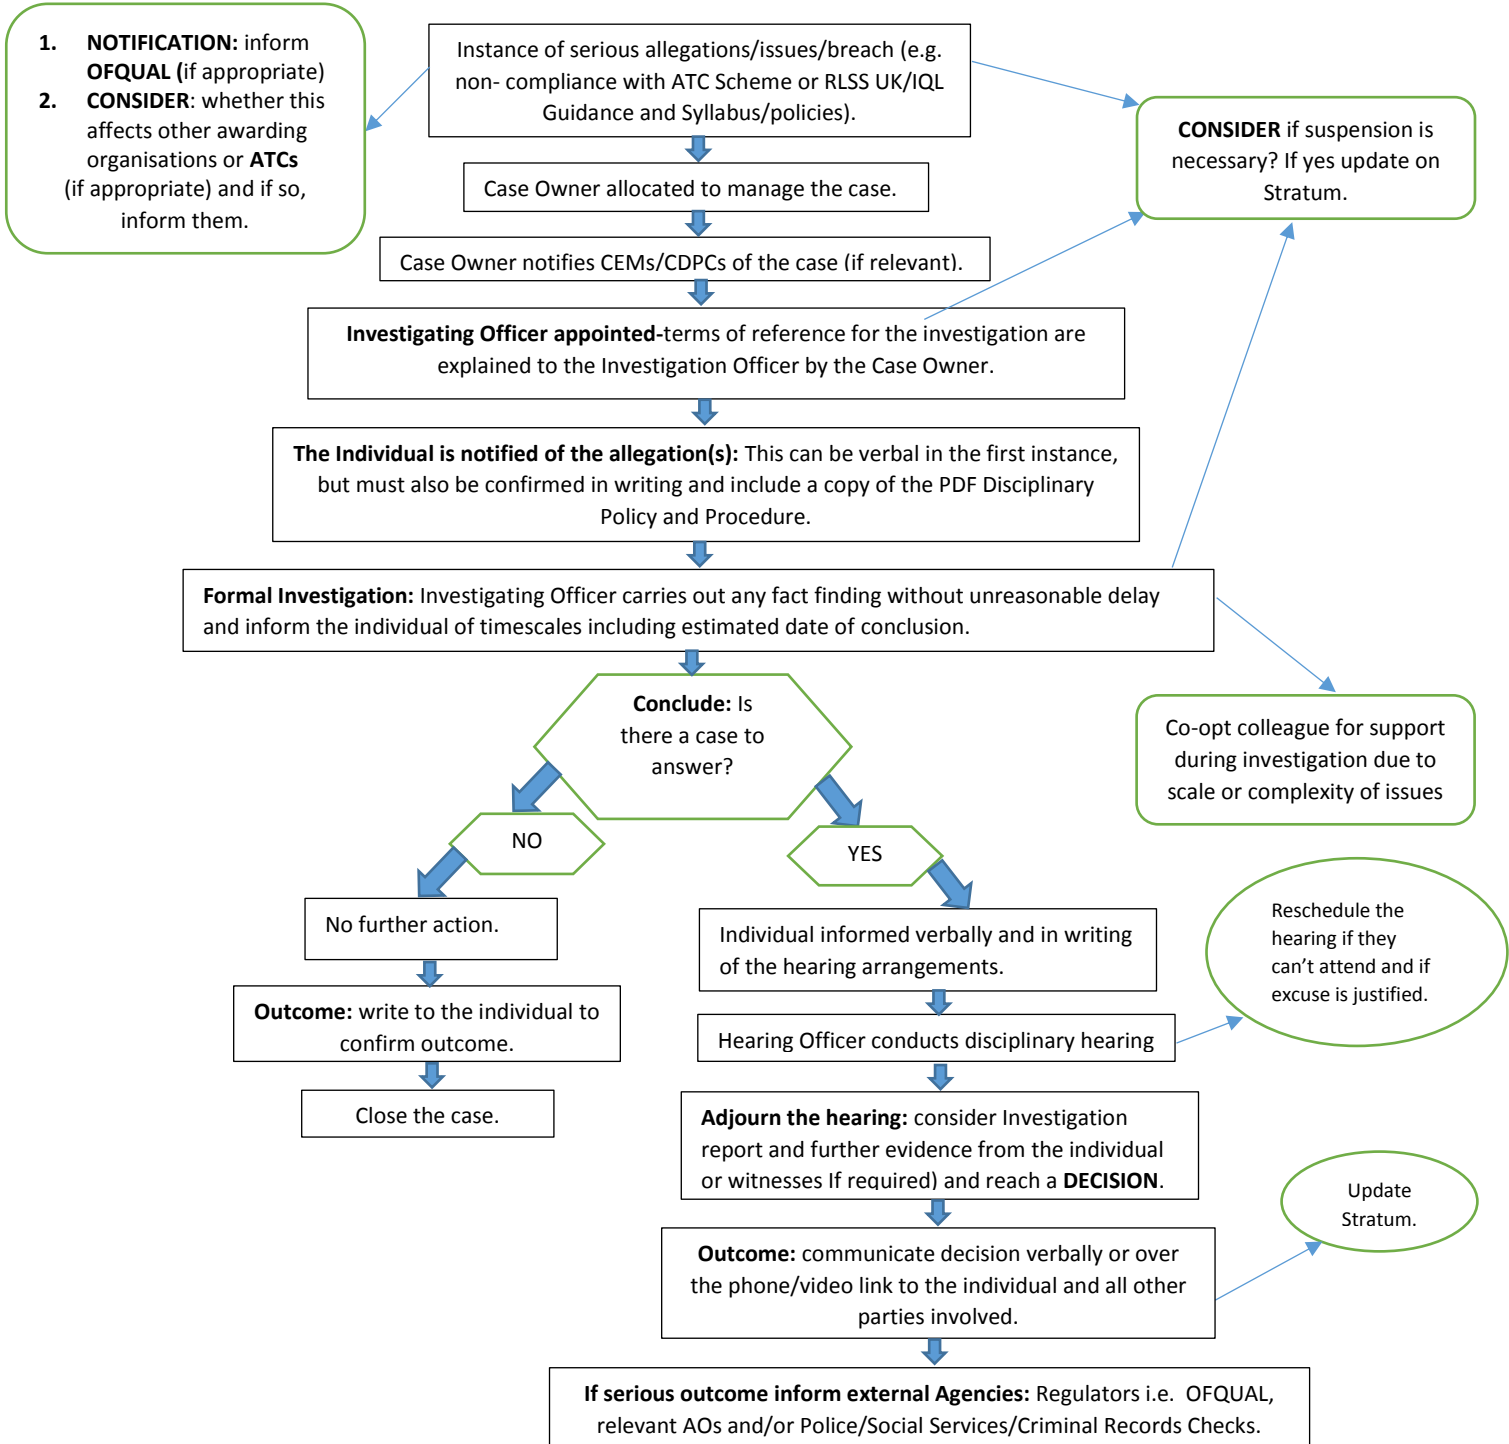 1. NOTIFICATION: inform
OFQUAL (if appropriate)
2. CONSIDER: whether this
affects other awarding
organisations or ATCs
(if appropriate) and if so,
inform them.
Instance of serious allegations/issues/breach (e.g.
non- compliance with ATC Scheme or RLSS UK/IQL
Guidance and Syllabus/policies).
CONSIDER if suspension is
necessary? If yes update on
Stratum.
Case Owner allocated to manage the case.
Case Owner notifies CEMs/CDPCs of the case (if relevant).
Investigating Officer appointed-terms of reference for the investigation are
explained to the Investigation Officer by the Case Owner.
The Individual is notified of the allegation(s): This can be verbal in the first instance,
but must also be confirmed in writing and include a copy of the PDF Disciplinary
Policy and Procedure.
Formal Investigation: Investigating Officer carries out any fact finding without unreasonable delay
and inform the individual of timescales including estimated date of conclusion.
Conclude: Is
there a case to
answer?
Co-opt colleague for support
during investigation due to
scale or complexity of issues
NO
YES
No further action.
Outcome: write to the individual to
confirm outcome.
Close the case.
Individual informed verbally and in writing
of the hearing arrangements.
Reschedule the
hearing if they
can't attend and if
excuse is justified.
Hearing Officer conducts disciplinary hearing
Adjourn the hearing: consider Investigation
report and further evidence from the individual
or witnesses If required) and reach a DECISION.
Update
Stratum.
Outcome: communicate decision verbally or over
the phone/video link to the individual and all other
parties involved.
If serious outcome inform external Agencies: Regulators i.e. OFQUAL,
relevant AOs and/or Police/Social Services/Criminal Records Checks.